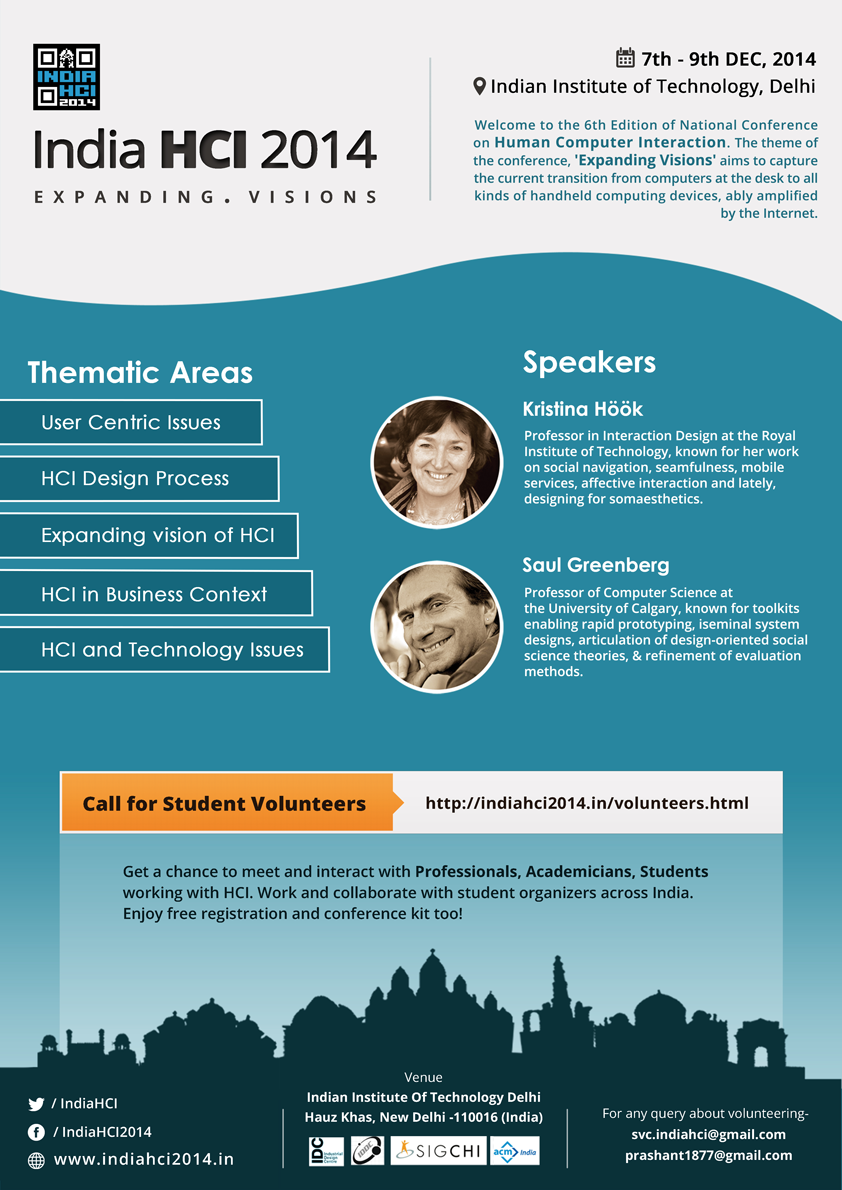 INDIA
HCI
2014
India HCI 2014
EXPANDING. VISIONS
7th - 9th DEC, 2014
Indian Institute of Technology, Delhi
Welcome to the 6th Edition of National Conference
on Human Computer Interaction. The theme of
the conference, 'Expanding Visions' aims to capture
the current transition from computers at the desk to all
kinds of handheld computing devices, ably amplified
by the Internet.
Thematic Areas
User Centric Issues
HCI Design Process
Expanding vision of HCI
HCI in Business Context
HCI and Technology Issues
Speakers
Kristina Höök
Professor in Interaction Design at the Royal
Institute of Technology, known for her work
on social navigation, seamfulness, mobile
services, affective interaction and lately,
designing for somaesthetics.
Saul Greenberg
Professor of Computer Science at
the University of Calgary, known for toolkits
enabling rapid prototyping, iseminal system
designs, articulation of design-oriented social
science theories, & refinement of evaluation
methods.
Call for Student Volunteers
http://indiahci2014.in/volunteers.html
Get a chance to meet and interact with Professionals, Academicians, Students
working with HCI. Work and collaborate with student organizers across India.
Enjoy free registration and conference kit too!
/ IndiaHCI
/ IndiaHCI2014
www.indiahci2014.in
Venue
Indian Institute Of Technology Delhi
Hauz Khas, New Delhi -110016 (India)
IDC
Industrial
Design
Centre
SIGCHI
acm India
For any query about volunteering-
svc.indiahci@gmail.com
prashant1877@gmail.com